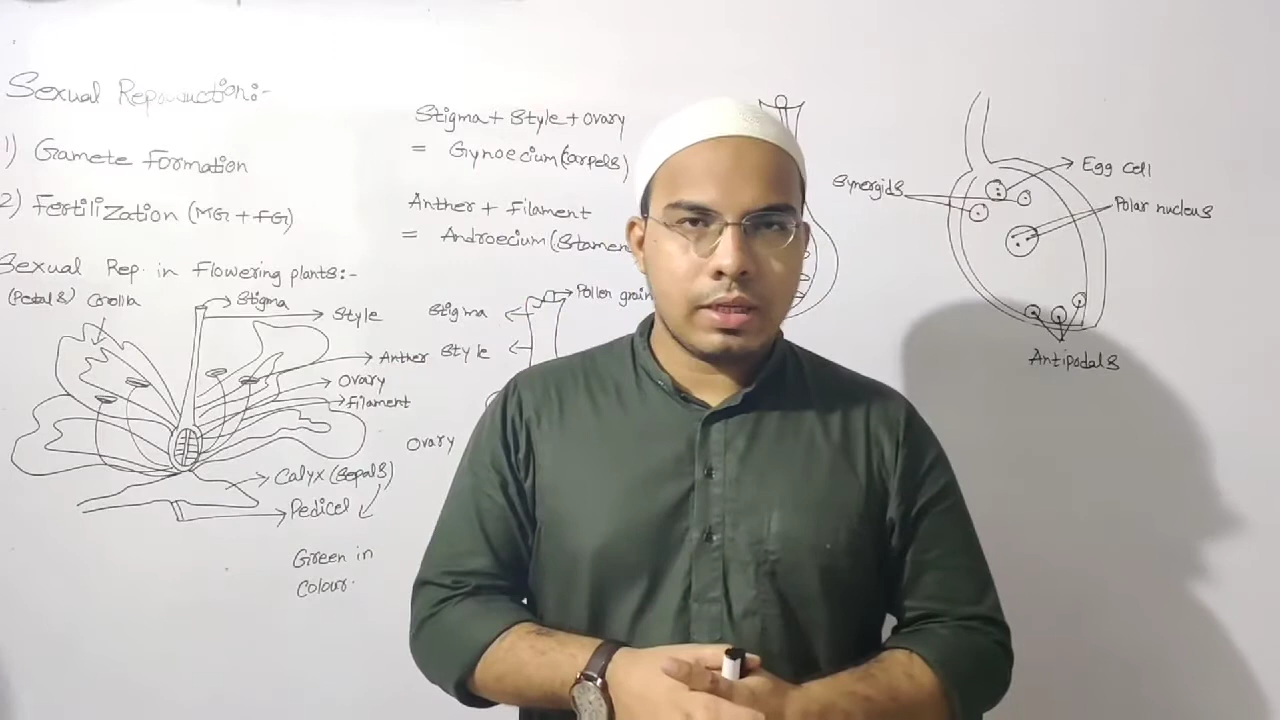 Sexual Reproduction:-
1) Gamete Formation
2) Fertilization (MG + FG)
Sexual Rep. in Flowering plants:-
(Petals) Corolla
Stigma
Style
Anther
Ovary
Filament
Calyx (Sepals)
Pedicel
Green in
Colour.
Stigma + Style + Ovary
= Gynoecium (Carpels)
Anther + Filament
= Androecium (Stamen
Pollen grain
Stigma
Style
Ovary
Synergids
Egg Cell
Polar nucleus
Antipodals